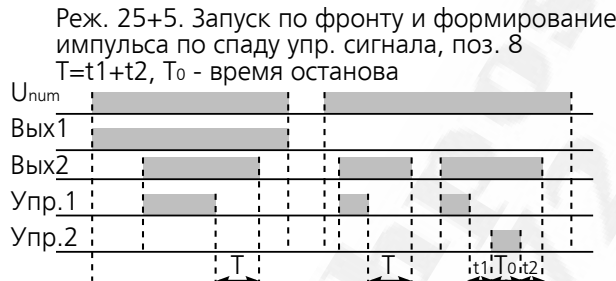 Реж. 25+5. Запуск по фронту и формирование
импульса по спаду упр. сигнала, поз. 8
T=t1+t2, T0 - время останова
Uпит
Вых1
Вых2
Упр.1
Упр.2
T T t1 T0 t2